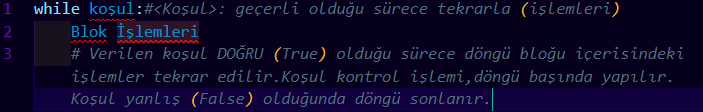 1 while koşul:#<Koşul>: geçerli olduğu sürece tekrarla (işlemleri)
2 Blok İşlemleri
3 # Verilen koşul DOĞRU (True) olduğu sürece döngü bloğu içerisindeki
işlemler tekrar edilir.Koşul kontrol işlemi,döngü başında yapılır.
Koşul yanlış (False) olduğunda döngü sonlanır.